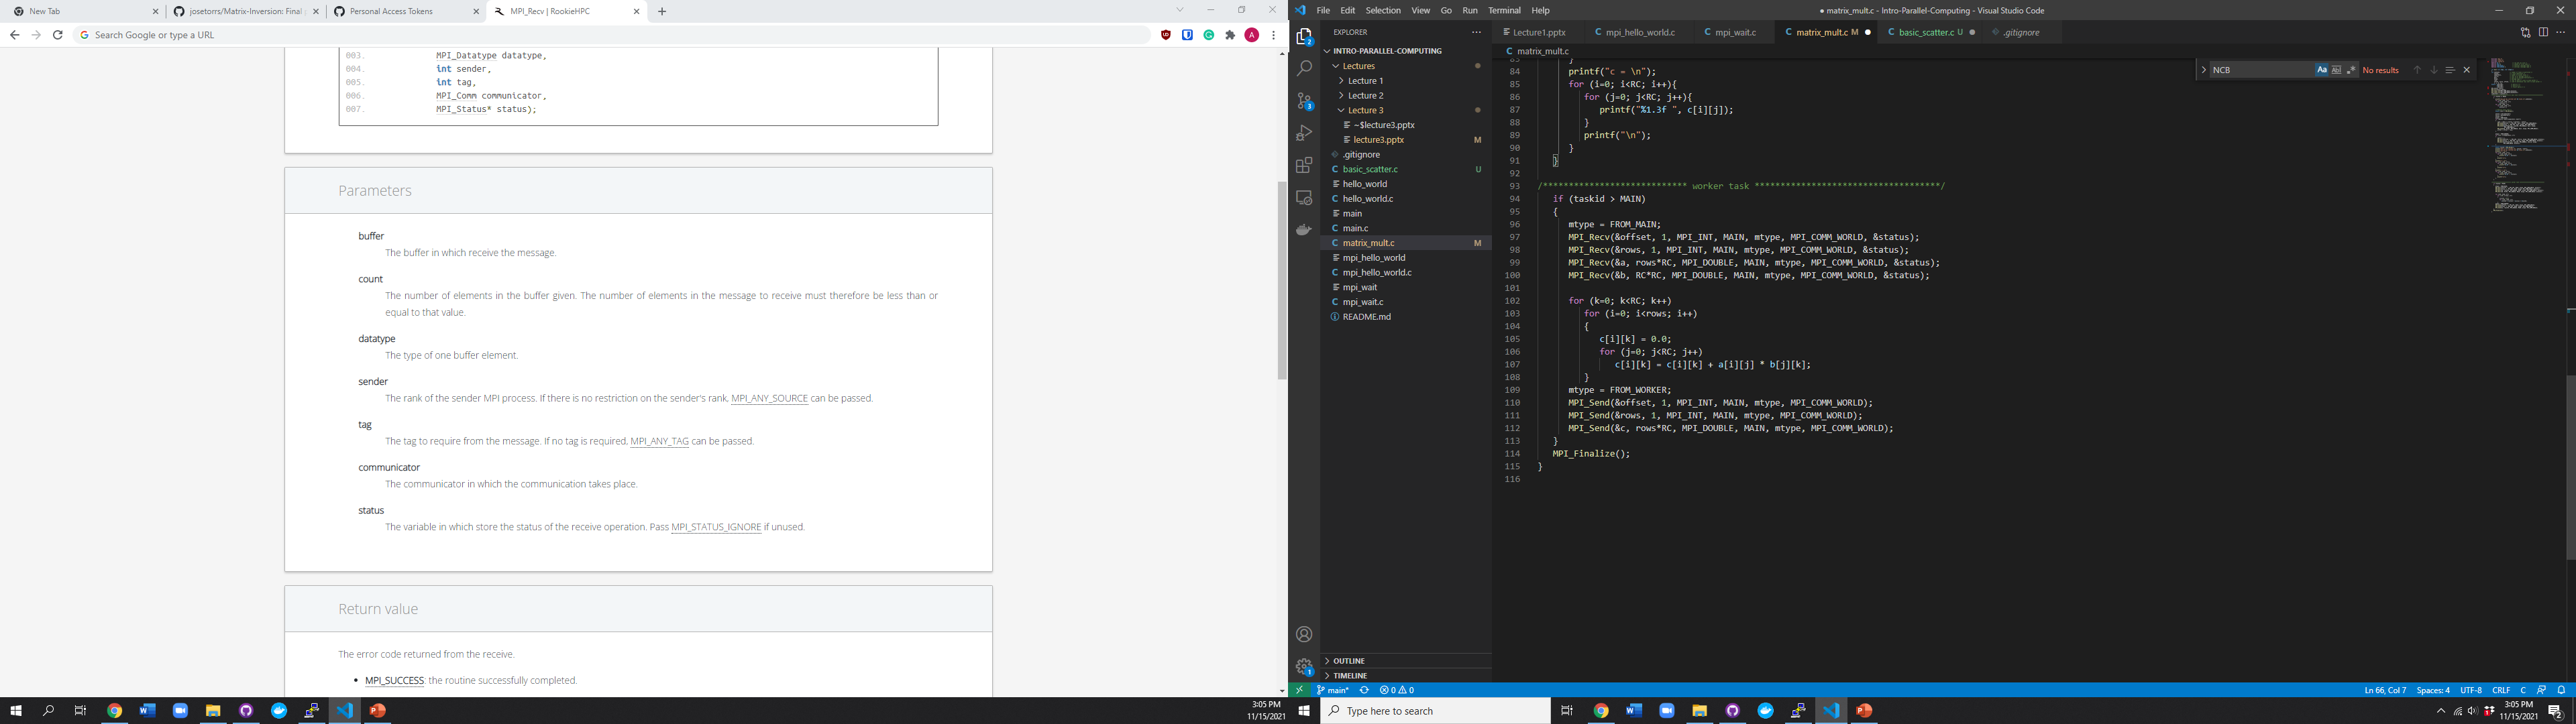 New Tab
josetorrs/Matrix-Inversion: Final
Personal Access Tokens
MPI_Recv | RookieHPC
Search Google or type a URL
A
003. MPI_Datatype datatype,
004. int sender,
005. int tag,
006. MPI_Comm communicator,
007. MPI_Status* status);
Parameters
buffer
The buffer in which receive the message.
count
The number of elements in the buffer given. The number of elements in the message to receive must therefore be less than or
equal to that value.
datatype
The type of one buffer element.
sender
The rank of the sender MPI process. If there is no restriction on the sender's rank, MPI_ANY_SOURCE can be passed.
tag
The tag to require from the message. If no tag is required, MPI_ANY_TAG can be passed.
communicator
The communicator in which the communication takes place.
status
The variable in which store the status of the receive operation. Pass MPI_STATUS_IGNORE if unused.
Return value
The error code returned from the receive.
• MPI_SUCCESS: the routine successfully completed.
3:05 PM
11/15/2021
File Edit Selection View Go Run Terminal Help
● matrix_mult.c - Intro-Parallel-Computing - Visual Studio Code
EXPLORER
INTRO-PARALLEL-COMPUTING
Lectures
Lecture 1
Lecture 2
Lecture 3
~$lecture3.pptx
lecture3.pptx M
.gitignore
basic_scatter.c U
hello_world
hello_world.c
main
main.c
matrix_mult.c M
mpi_hello_world
mpi_hello_world.c
mpi_wait
mpi_wait.c
README.md
OUTLINE
TIMELINE
Lecture1.pptx
mpi_hello_world.c
mpi_wait.c
matrix_mult.c M
basic_scatter.c U
.gitignore
matrix_mult.c
NCB
Aa
No results
83 }
84 printf("c = \n");
85 for (i=0; i<RC; i++){
86 for (j=0; j<RC; j++){
87 printf("%1.3f ", c[i][j]);
88 }
89 printf("\n");
90 }
91 }
92
93 /**************************** worker task ************************************/
94 if (taskid > MAIN)
95 {
96 mtype = FROM_MAIN;
97 MPI_Recv(&offset, 1, MPI_INT, MAIN, mtype, MPI_COMM_WORLD, &status);
98 MPI_Recv(&rows, 1, MPI_INT, MAIN, mtype, MPI_COMM_WORLD, &status);
99 MPI_Recv(&a, rows*RC, MPI_DOUBLE, MAIN, mtype, MPI_COMM_WORLD, &status);
100 MPI_Recv(&b, RC*RC, MPI_DOUBLE, MAIN, mtype, MPI_COMM_WORLD, &status);
101
102 for (k=0; k<RC; k++)
103 for (i=0; i<rows; i++)
104 {
105 c[i][k] = 0.0;
106 for (j=0; j<RC; j++)
107 c[i][k] = c[i][k] + a[i][j] * b[j][k];
108 }
109 mtype = FROM_WORKER;
110 MPI_Send(&offset, 1, MPI_INT, MAIN, mtype, MPI_COMM_WORLD);
111 MPI_Send(&rows, 1, MPI_INT, MAIN, mtype, MPI_COMM_WORLD);
112 MPI_Send(&c, rows*RC, MPI_DOUBLE, MAIN, mtype, MPI_COMM_WORLD);
113 }
114 MPI_Finalize();
115 }
116
main* 0 0
Ln 66, Col 7 Spaces: 4 UTF-8 CRLF C
Type here to search
3:05 PM
11/15/2021
2